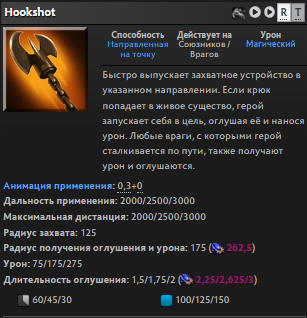 Hookshot
R T
Способность Действует на Урон
Направленная Союзников / Магический
на точку Врагов
Быстро выпускает захватное устройство в
указанном направлении. Если крюк
попадает в живое существо, герой
запускает себя в цель, оглушая её и нанося
урон. Любые враги, с которыми герой
сталкивается по пути, также получают
урон и оглушаются.
Анимация применения: 0,3+0
Дальность применения: 2000/2500/3000
Максимальная дистанция: 2000/2500/3000
Радиус захвата: 125
Радиус получения оглушения и урона: 175 ( 262,5)
Урон: 75/175/275
Длительность оглушения: 1,5/1,75/2 ( 2,25/2,625/3)
60/45/30 100/125/150